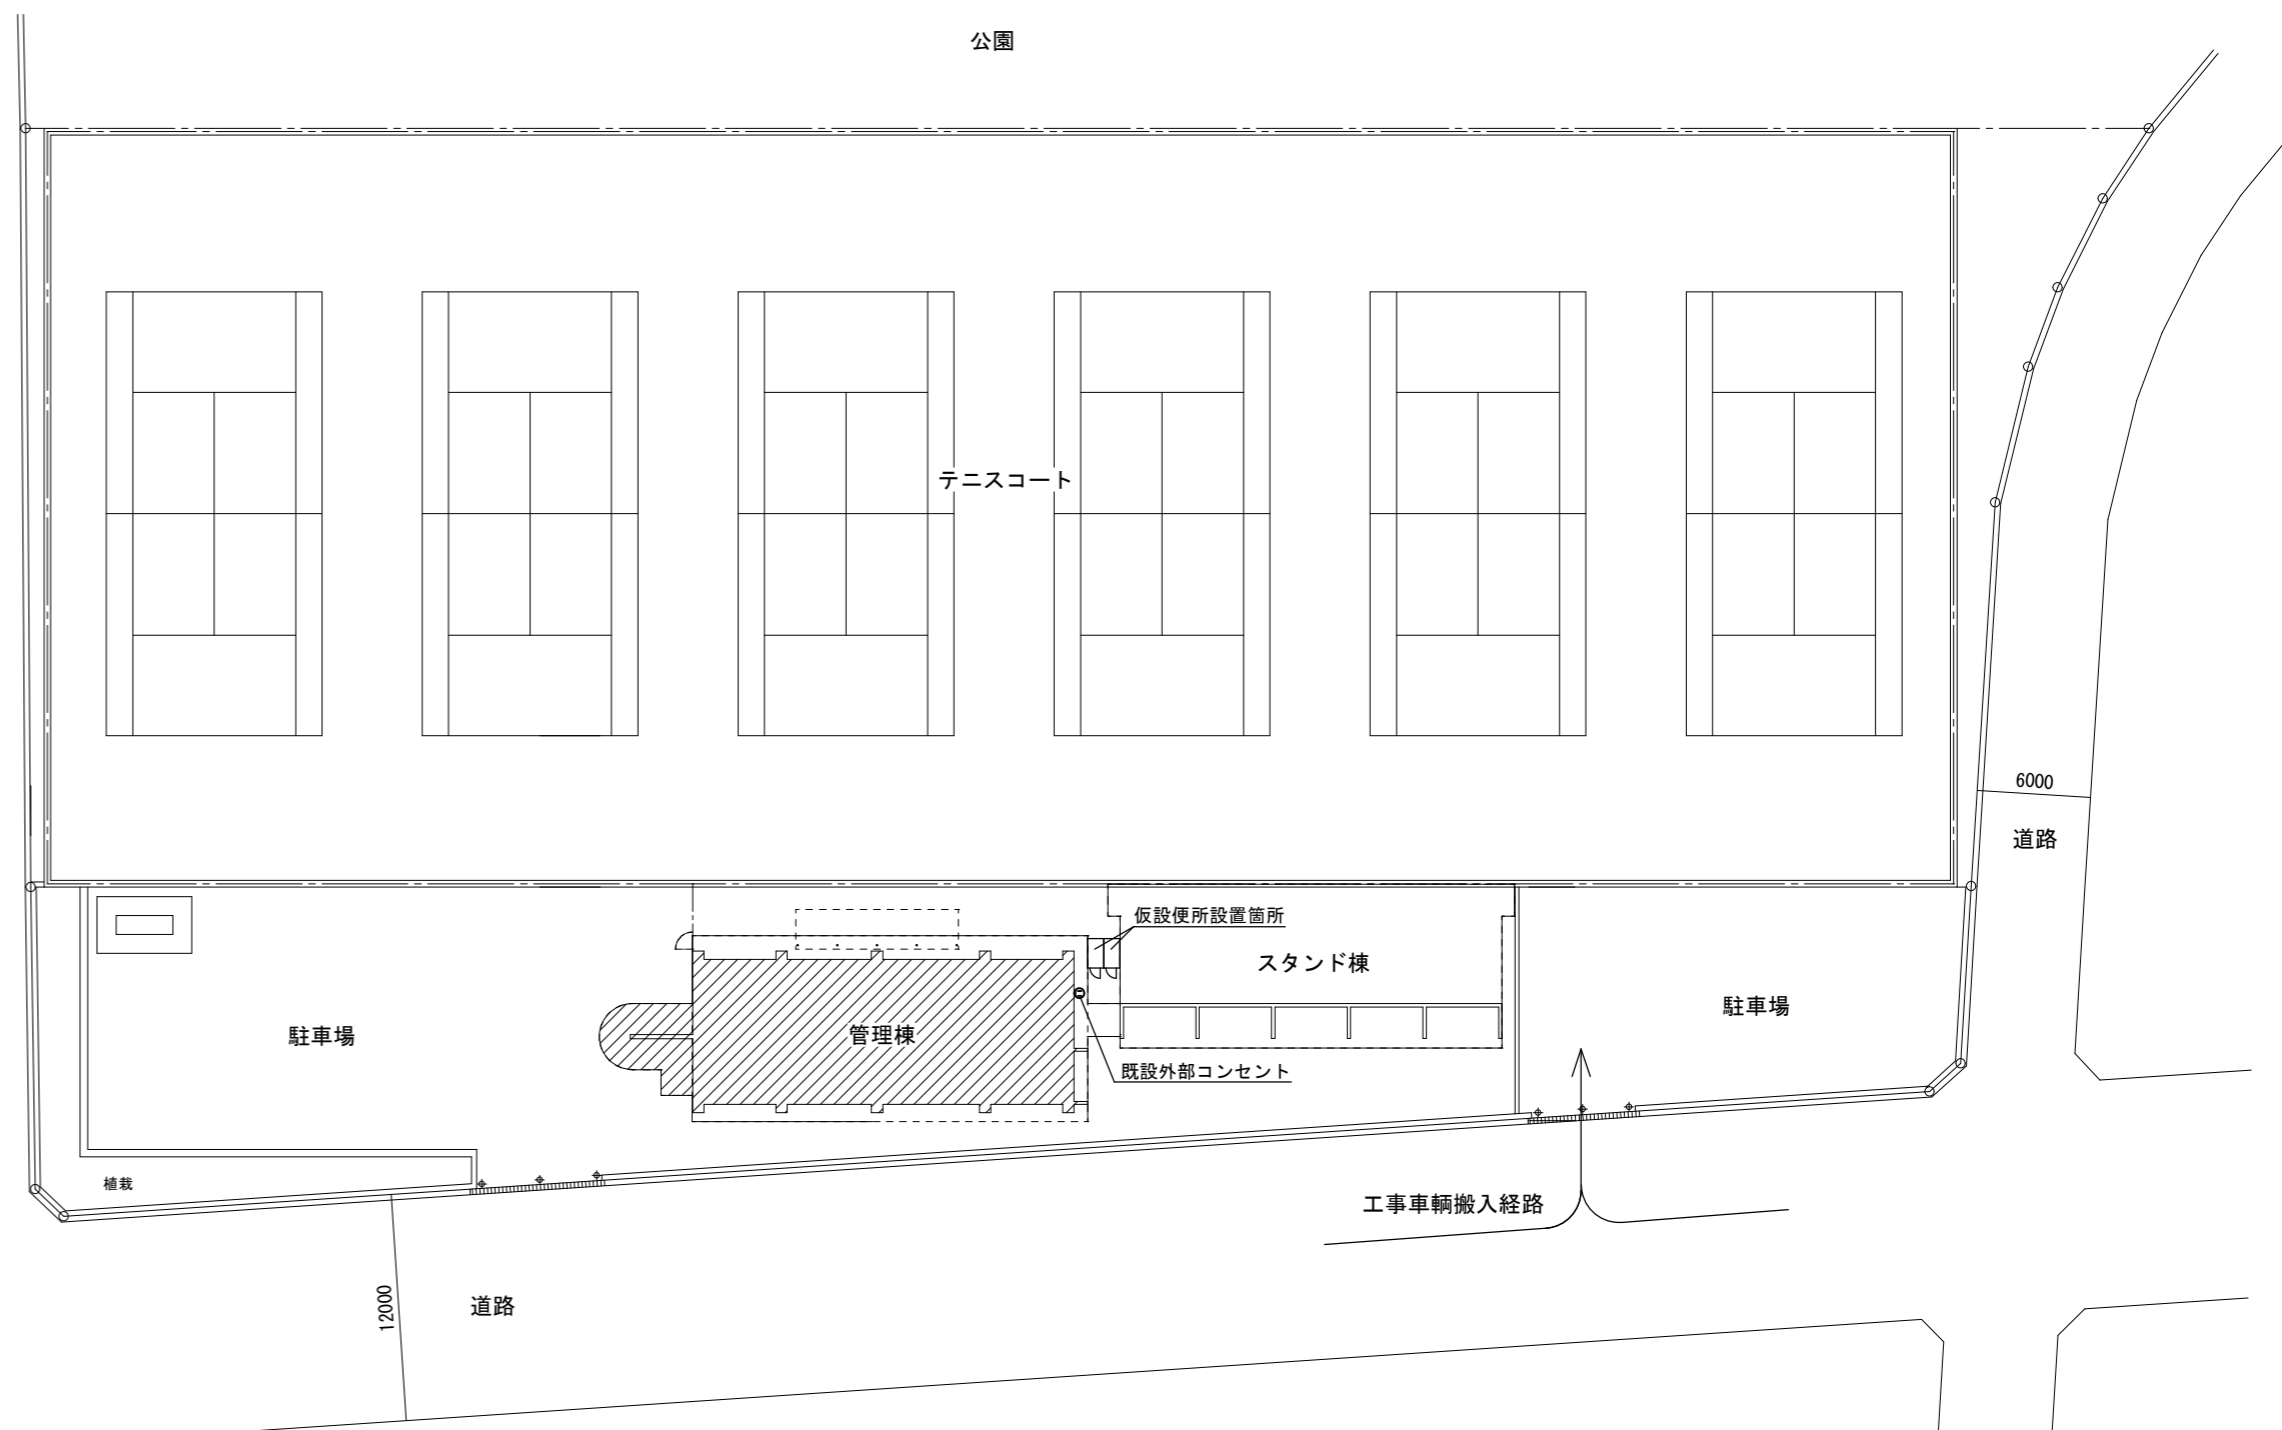 公園
テニスコート
6000
道路
仮設便所設置箇所
スタンド棟
駐車場
管理棟
駐車場
既設外部コンセント
植栽
工事車輌搬入経路
12000
道路